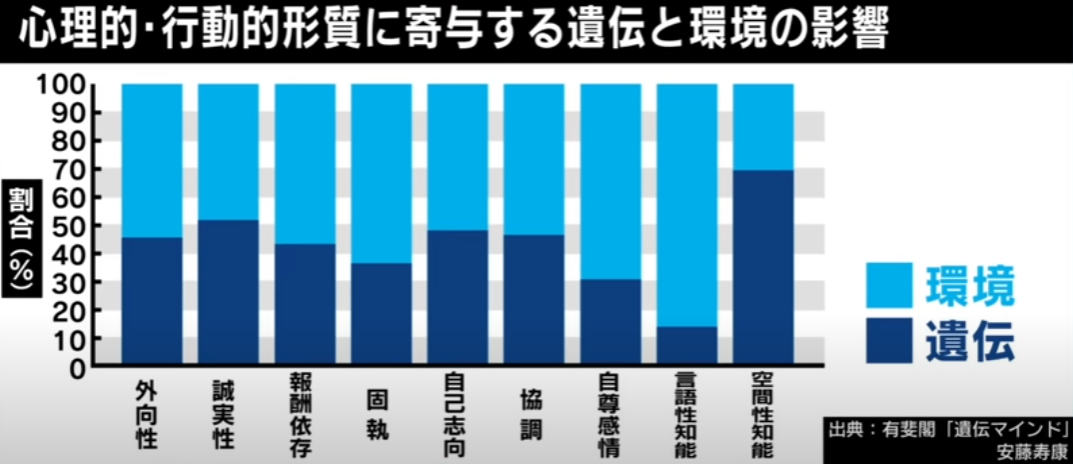 心理的・行動的形質に寄与する遺伝と環境の影響
割合(%)
100
90
80
70
60
50
40
30
20
10
0
外向性
誠実性
報酬依存
固執
自己志向
協調
自尊感情
言語性知能
空間性知能
環境
遺伝
出典:有斐閣「遺伝マインド」
安藤寿康